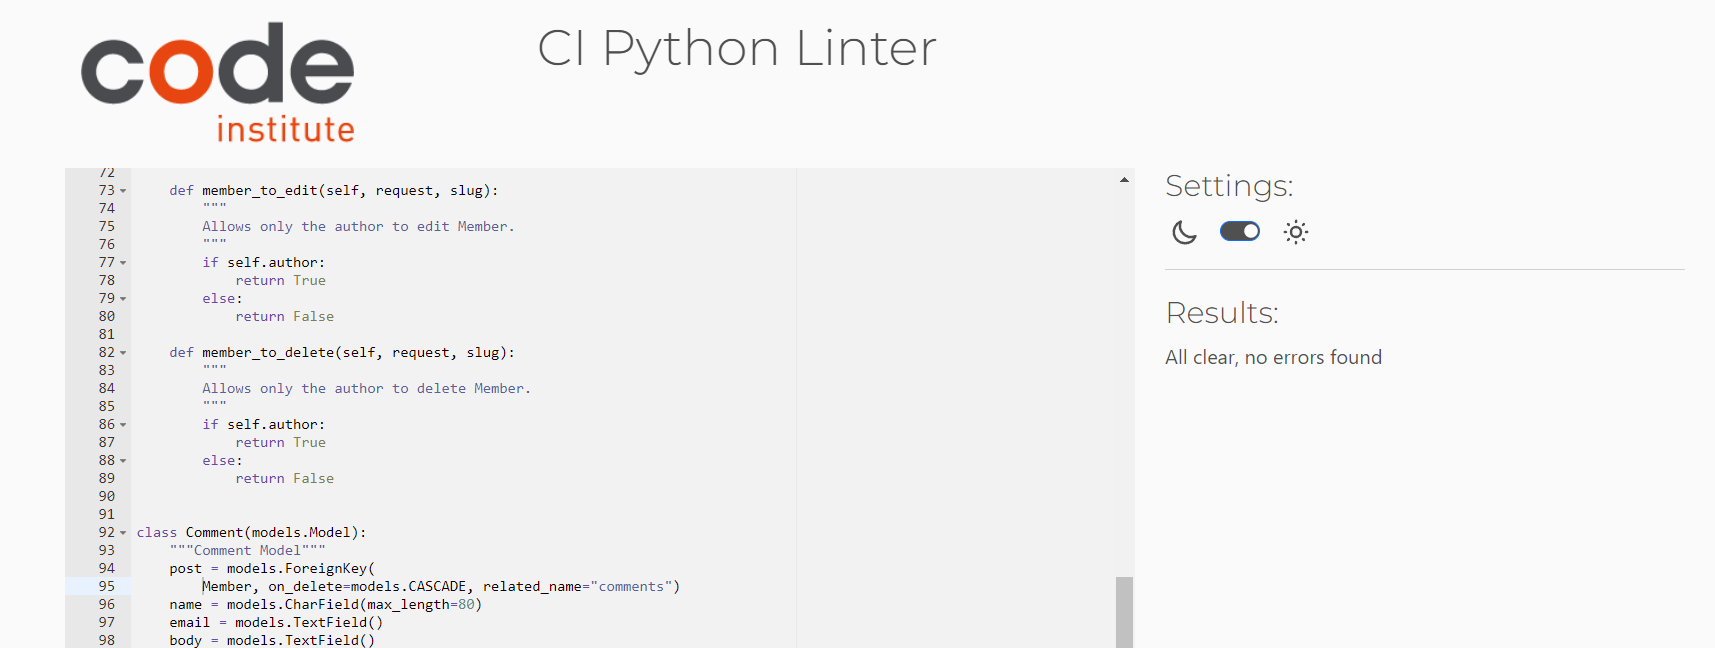 code
institute
CI Python Linter
72
73 def member_to_edit(self, request, slug):
74 """
75 Allows only the author to edit Member.
76 """
77 if self.author:
78 return True
79 else:
80 return False
81
82 def member_to_delete(self, request, slug):
83 """
84 Allows only the author to delete Member.
85 """
86 if self.author:
87 return True
88 else:
89 return False
90
91
92 class Comment(models.Model):
93 """Comment Model"""
94 post = models.ForeignKey(
95 Member, on_delete=models.CASCADE, related_name="comments")
96 name = models.CharField(max_length=80)
97 email = models.TextField()
98 body = models.TextField()
Settings:
Results:
All clear, no errors found